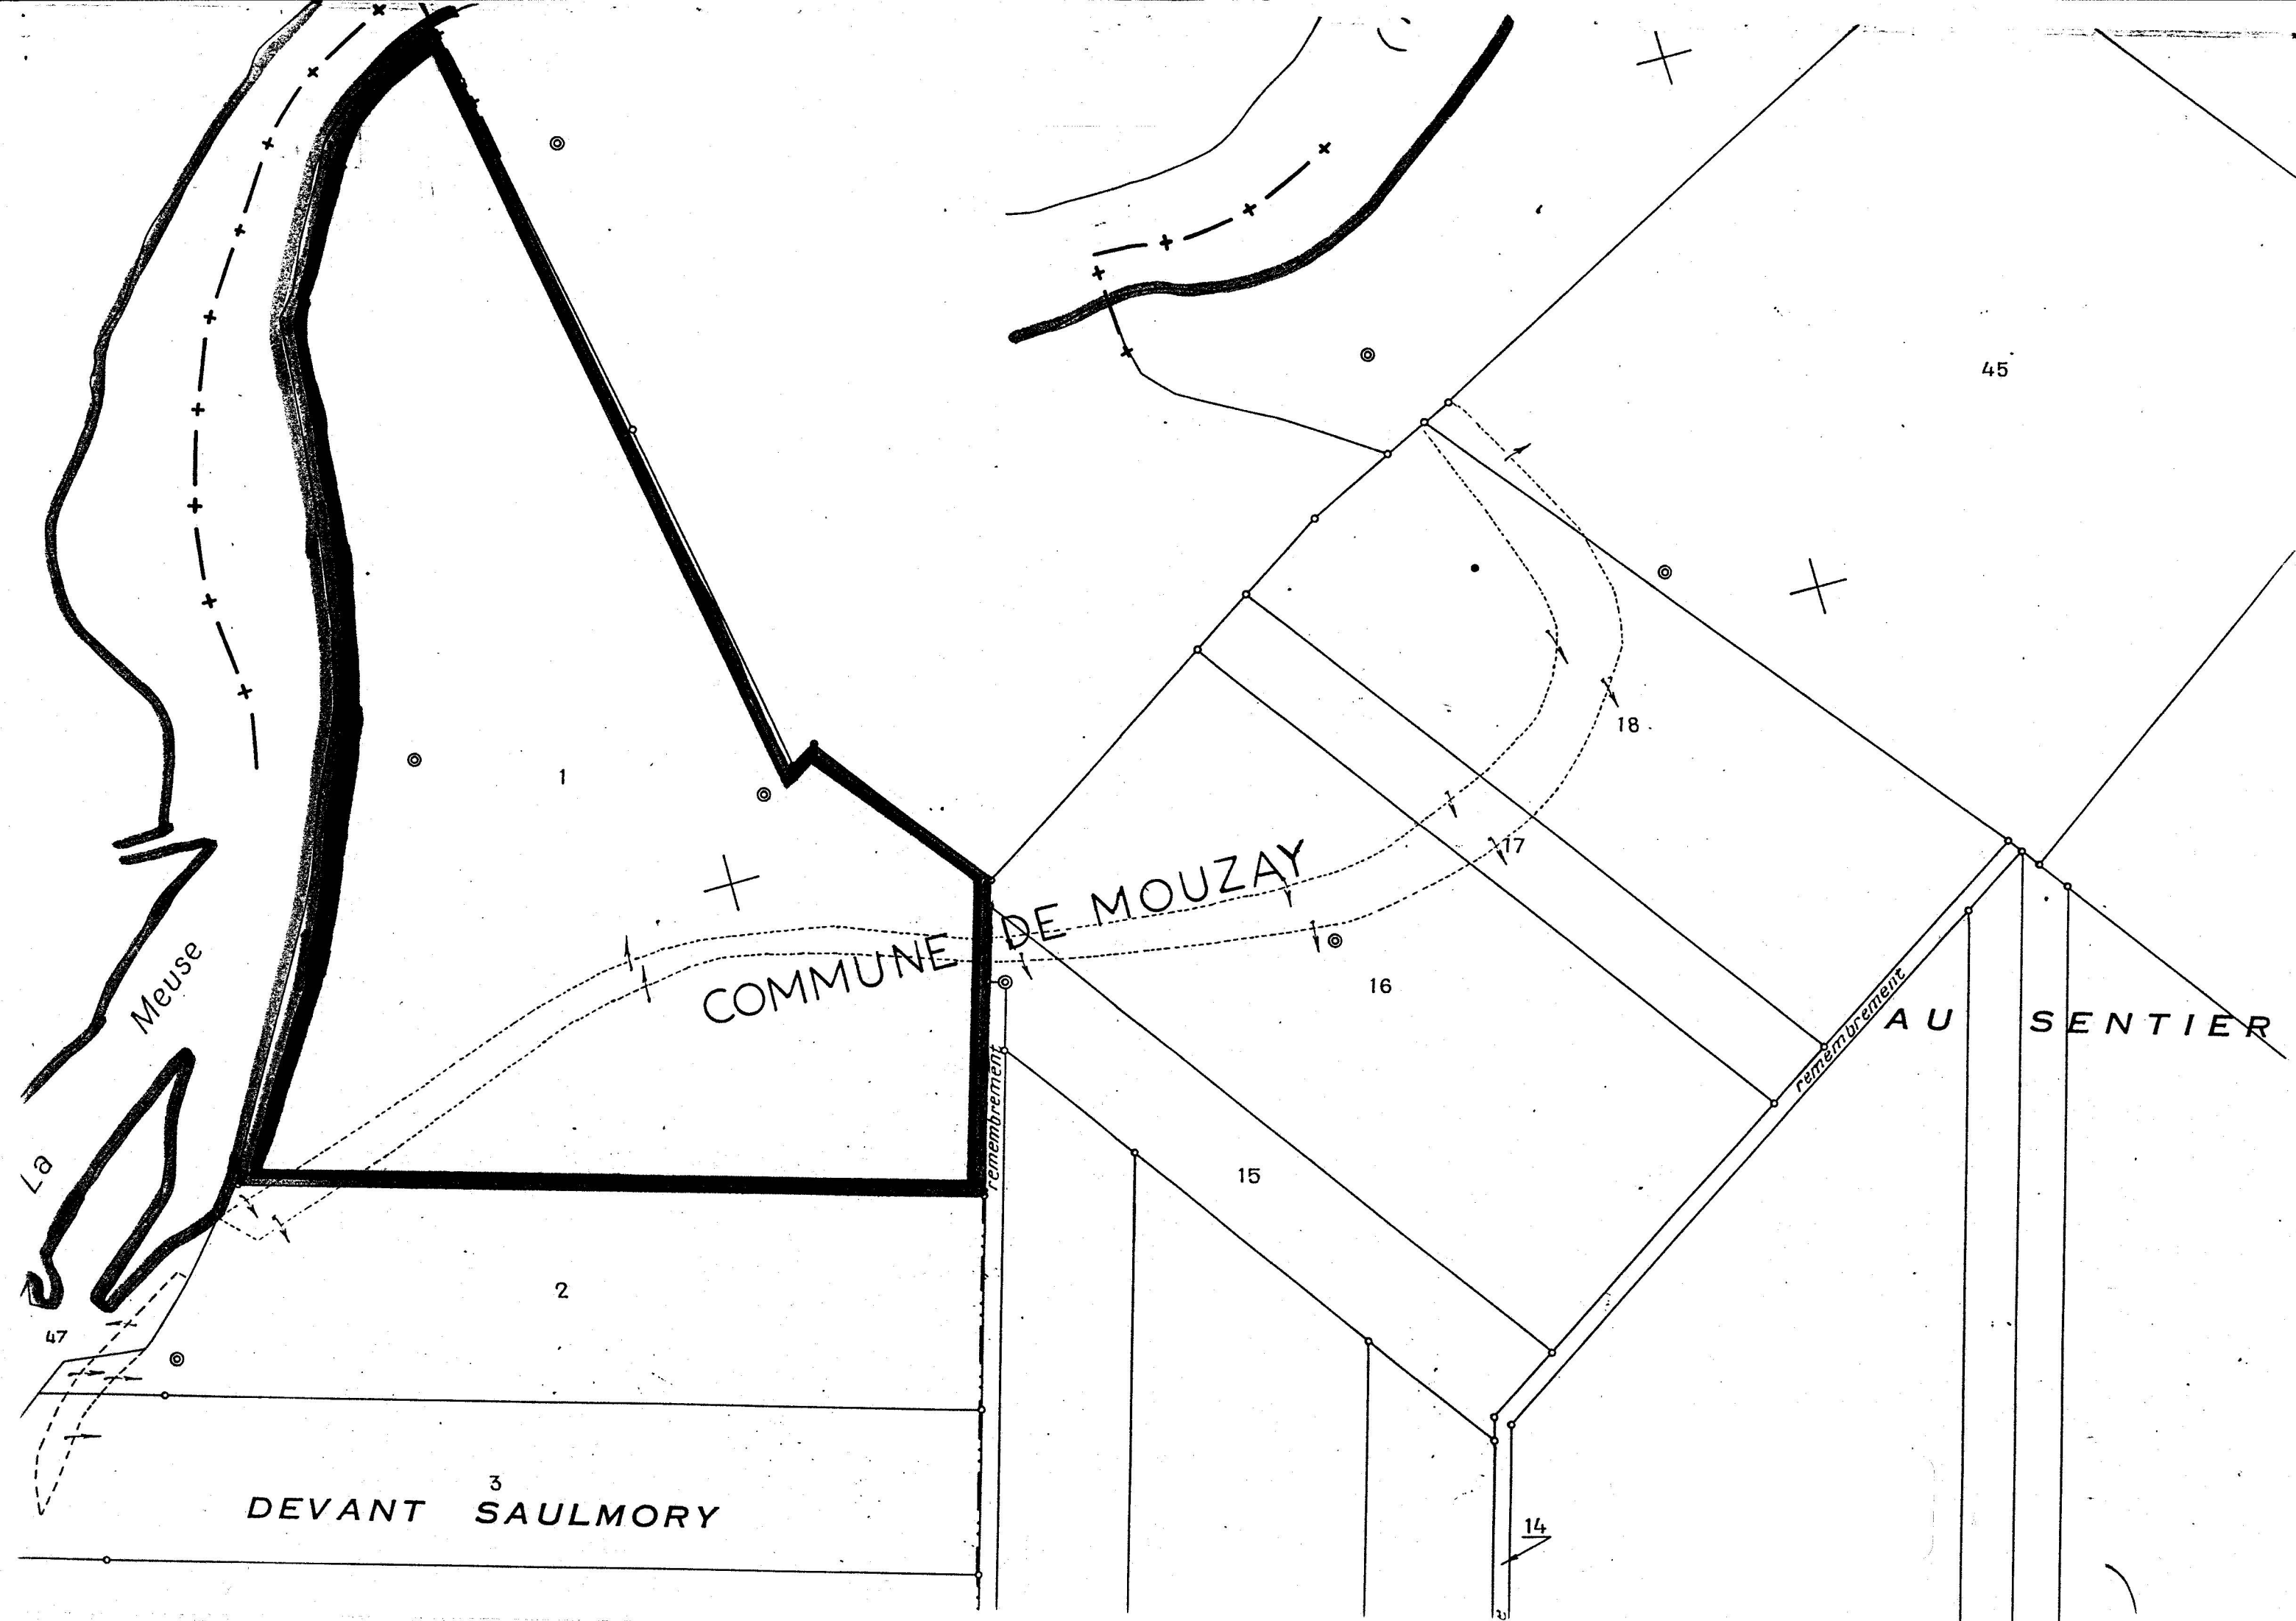 45
1
18
17
COMMUNE DE MOUZAY
Meuse
16
remembrement
AU SENTIER
remembrement
La
15
2
47
3
DEVANT SAULMORY
14